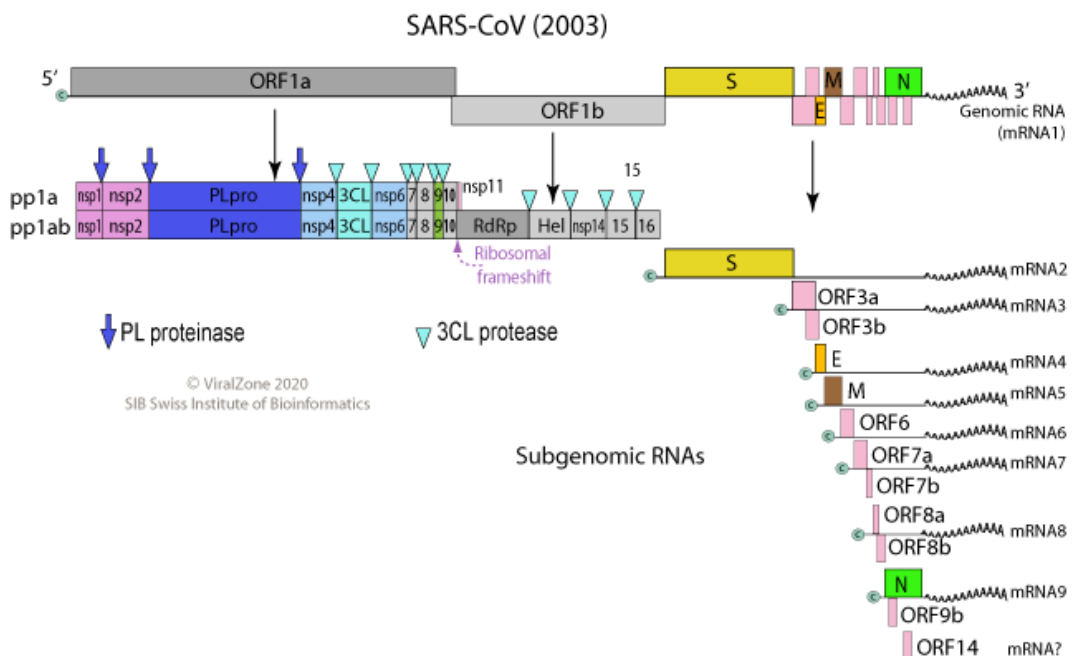 SARS-CoV (2003)
5’ ORF1a S M N 3’
ORF1b E Genomic RNA
(mRNA1)
15
pp1a nsp1 nsp2 PLpro nsp4 3CL nsp6 7 8 9 10 nsp11
pp1ab nsp1 nsp2 PLpro nsp4 3CL nsp6 7 8 9 10 RdRp Hel nsp14 15 16
Ribosomal
frameshift
c S mRNA2
c ORF3a mRNA3
ORF3b
PL proteinase 3CL protease
c E mRNA4
© ViralZone 2020
SIB Swiss Institute of Bioinformatics
c M mRNA5
c ORF6 mRNA6
Subgenomic RNAs
c ORF7a mRNA7
ORF7b
c ORF8a mRNA8
ORF8b
c N mRNA9
ORF9b
ORF14 mRNA?